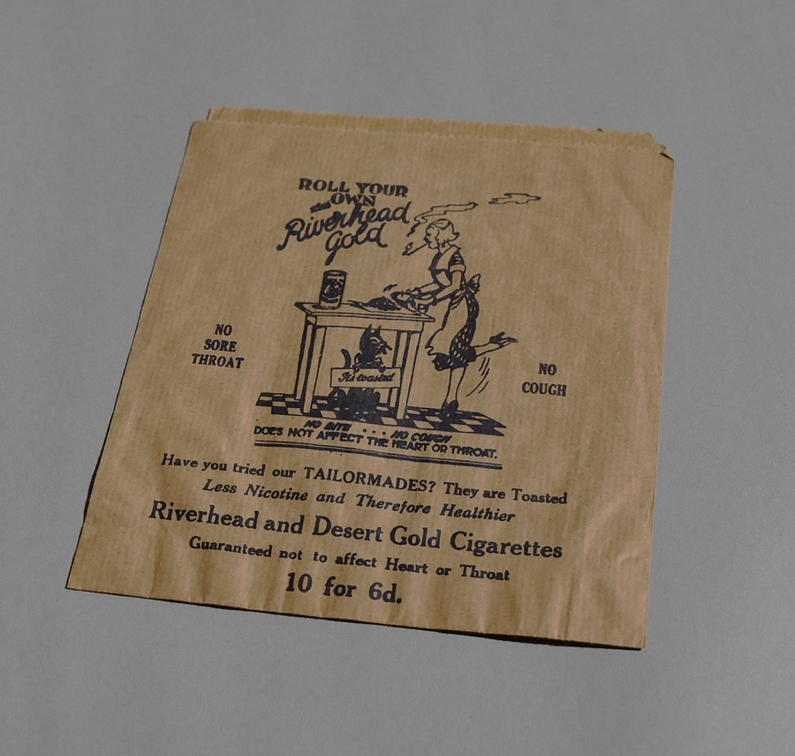 ROLL YOUR
OWN
the
Riverhead
Gold
NO
SORE
THROAT
NO
COUGH
It's toasted
NO BITE . . . NO COUGH
DOES NOT AFFECT THE HEART OR THROAT.
Have you tried our TAILORMADES? They are Toasted
Less Nicotine and Therefore Healthier
Riverhead and Desert Gold Cigarettes
Guaranteed not to affect Heart or Throat
10 for 6d.